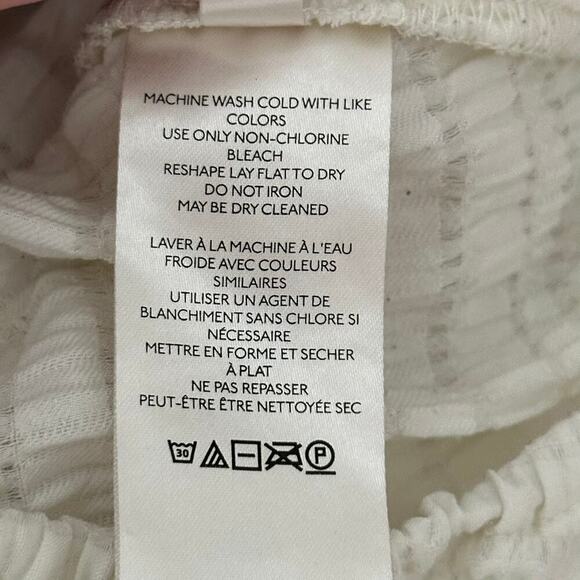 MACHINE WASH COLD WITH LIKE
COLORS
USE ONLY NON-CHLORINE
BLEACH
RESHAPE LAY FLAT TO DRY
DO NOT IRON
MAY BE DRY CLEANED
LAVER À LA MACHINE À L'EAU
FROIDE AVEC COULEURS
SIMILAIRES
UTILISER UN AGENT DE
BLANCHIMENT SANS CHLORE SI
NÉCESSAIRE
METTRE EN FORME ET SECHER
À PLAT
NE PAS REPASSER
PEUT-ÊTRE ÊTRE NETTOYÉE SEC
30 P